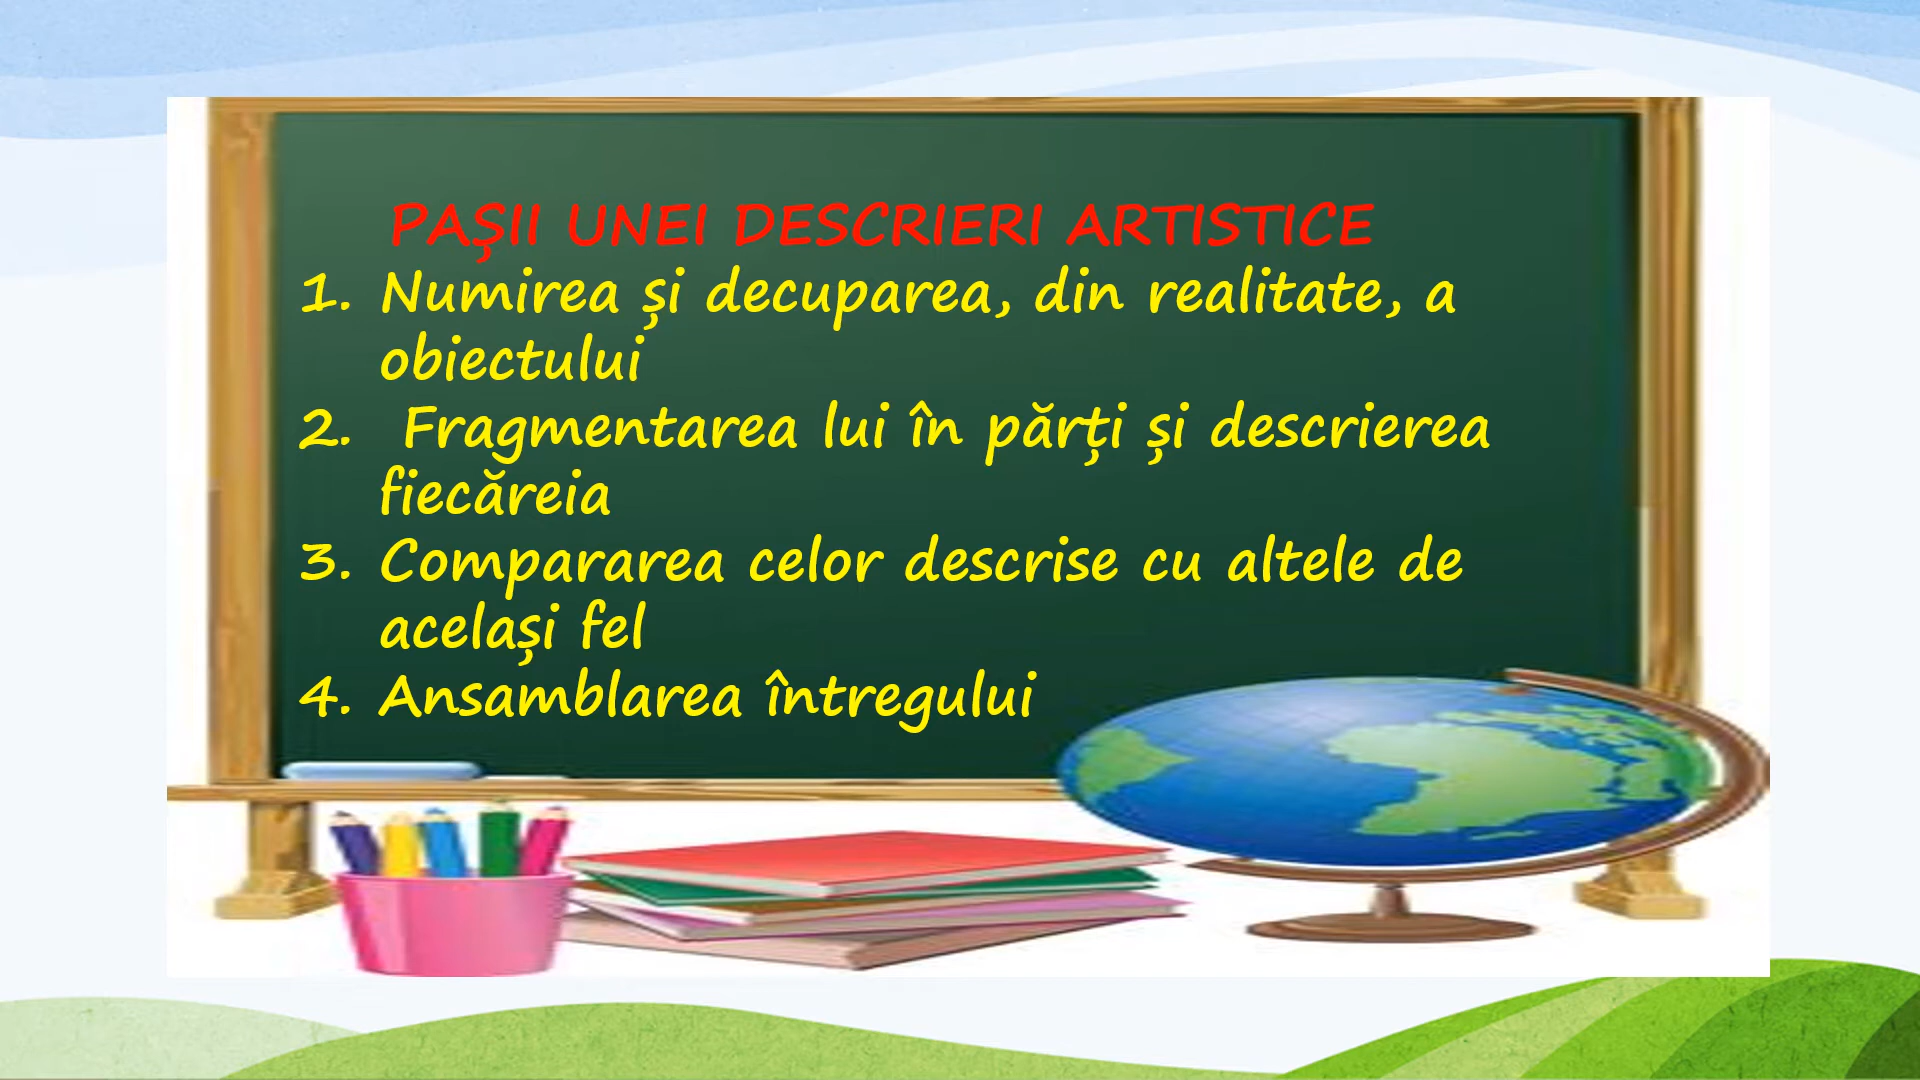 PAȘII UNEI DESCRIERI ARTISTICE
1. Numirea și decuparea, din realitate, a
obiectului
2. Fragmentarea lui în părți și descrierea
fiecăreia
3. Compararea celor descrise cu altele de
același fel
4. Ansamblarea întregului